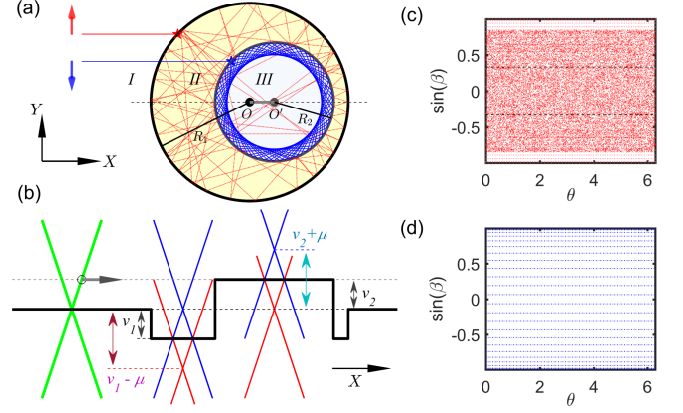 (a)
I
II
III
Y
X
O
O'
R₁
R₂
(b)
v₁
v₁ - μ
v₂+μ
v₂
X
(c)
sin(β)
0.5
0
-0.5
0 2 4 6
θ
(d)
sin(β)
0.5
0
-0.5
0 2 4 6
θ